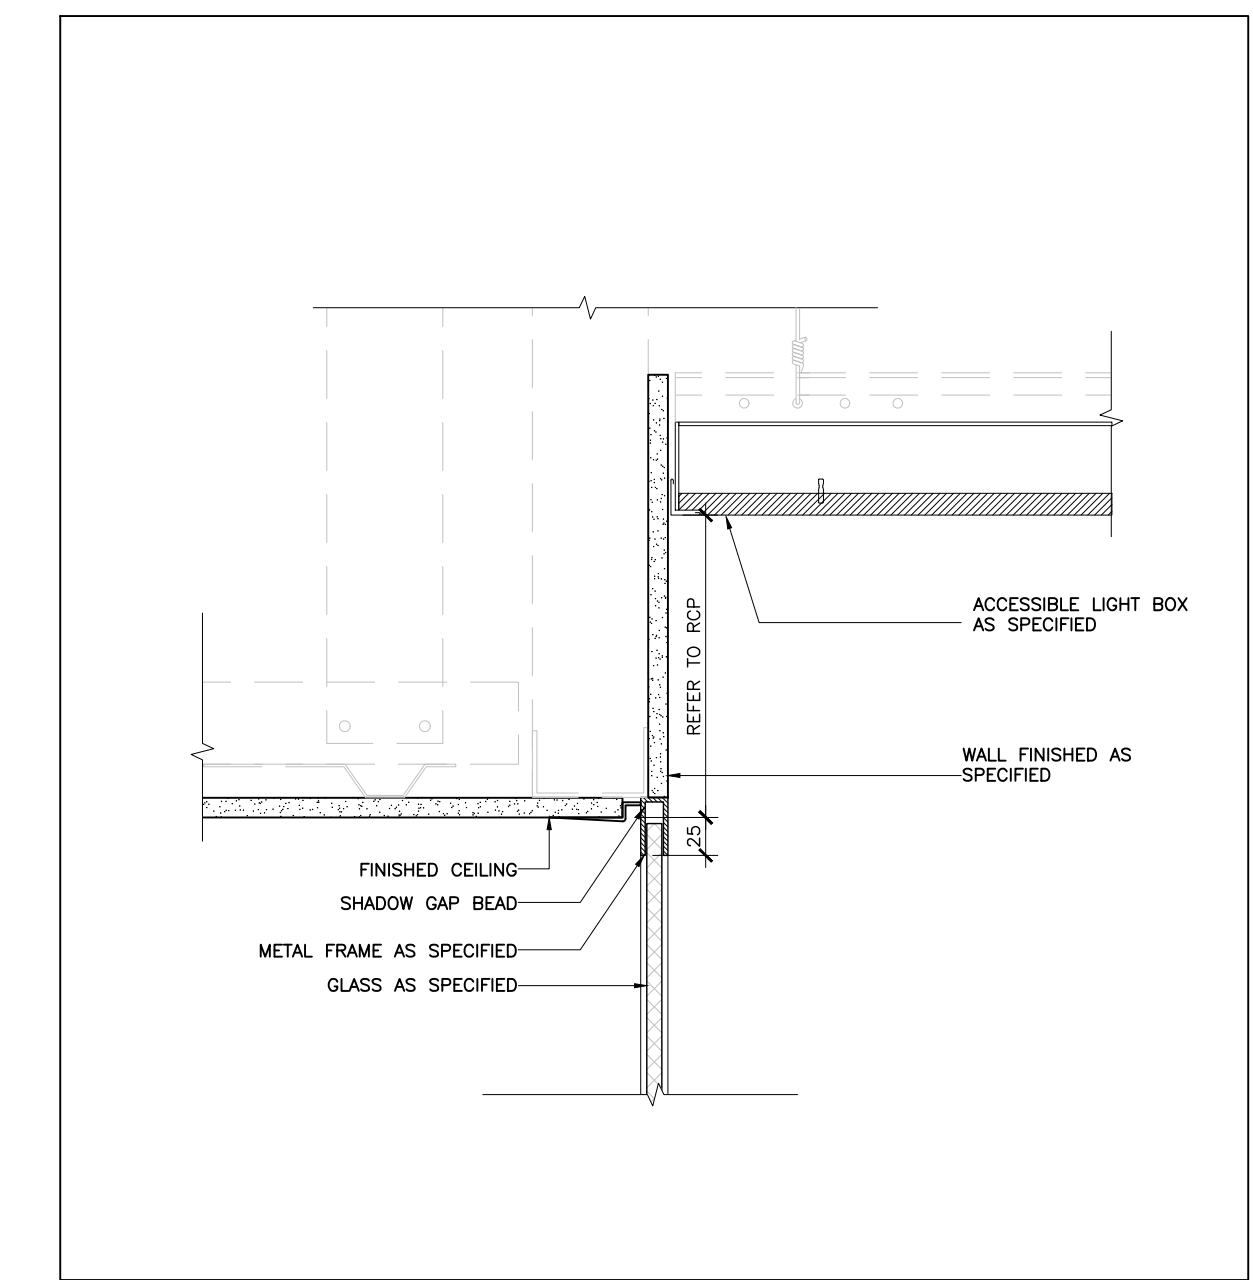 ACCESSIBLE LIGHT BOX
AS SPECIFIED
REFER TO RCP
WALL FINISHED AS
SPECIFIED
25
FINISHED CEILING
SHADOW GAP BEAD
METAL FRAME AS SPECIFIED
GLASS AS SPECIFIED